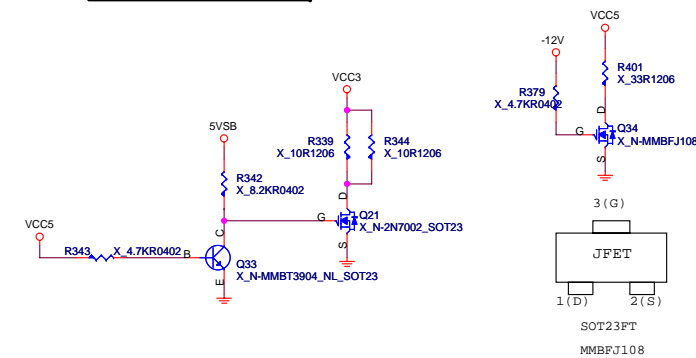 VCC5
-12V
R401
X_33R1206
R379
X_4.7KR0402
D
G
Q34
X_N-MMBFJ108
S
VCC3
5VSB
R339
X_10R1206
R344
X_10R1206
R342
X_8.2KR0402
D
G
Q21
X_N-2N7002_SOT23
S
VCC5
R343
X_4.7KR0402
B
C
Q33
X_N-MMBT3904_NL_SOT23
E
3(G)
JFET
1(D)
2(S)
SOT23FT
MMBFJ108